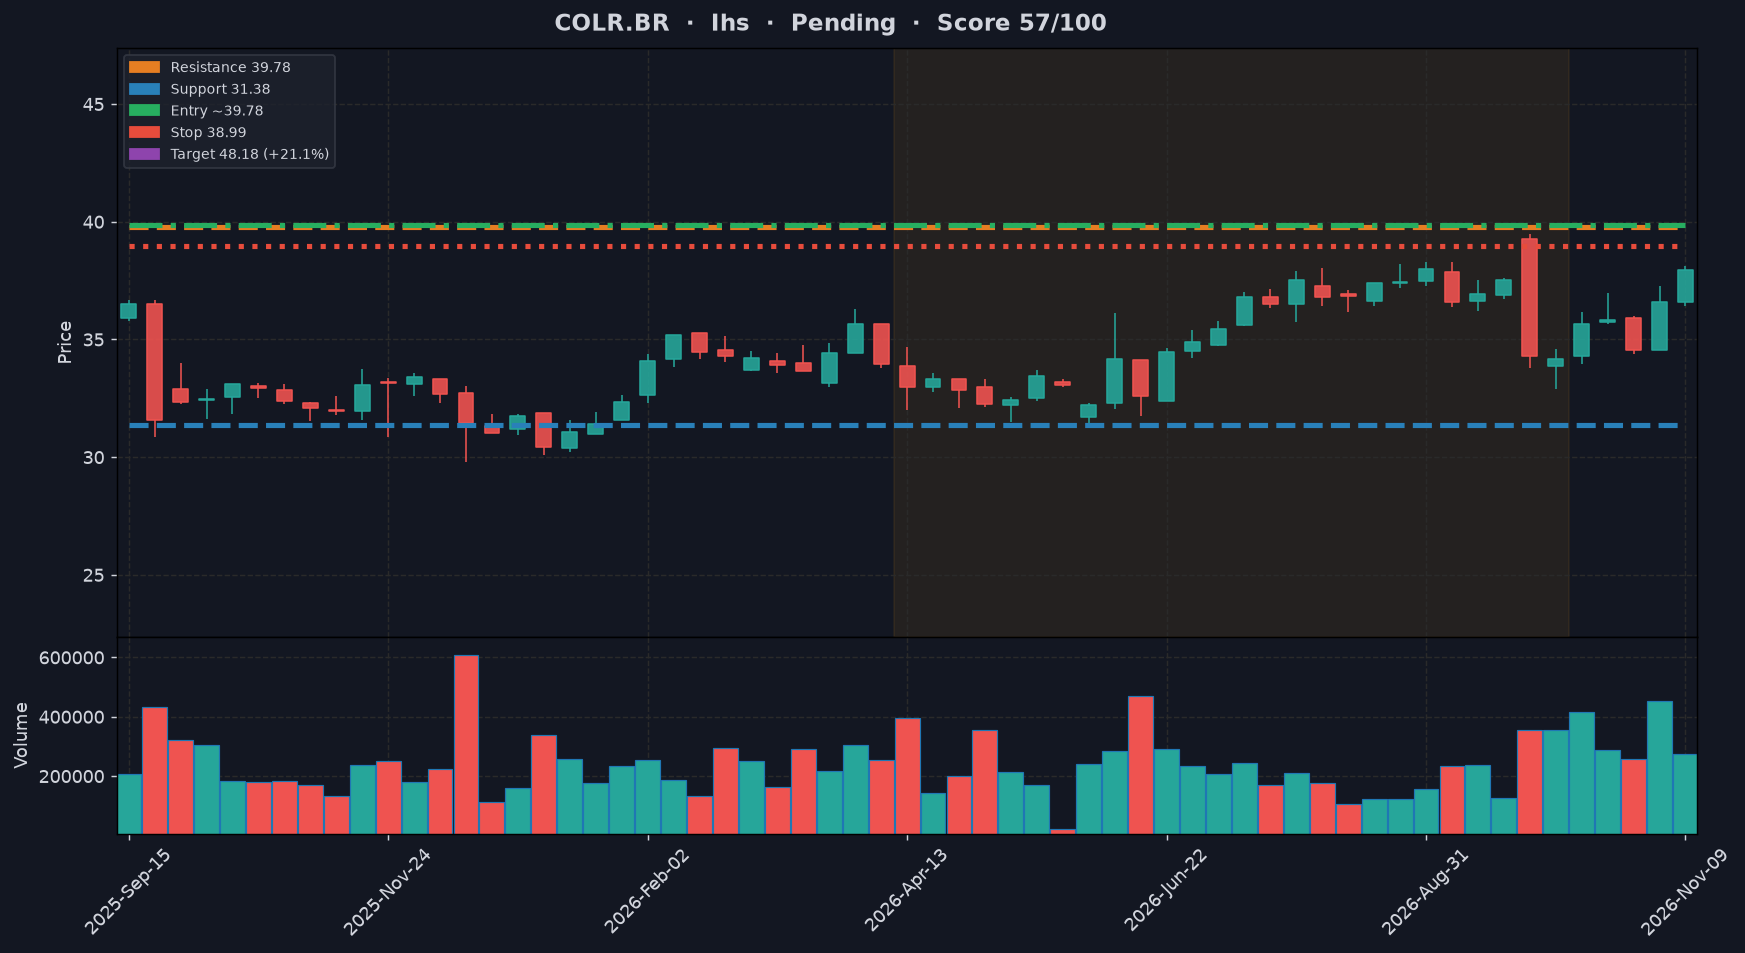 COLR.BR · Ihs · Pending · Score 57/100
Resistance 39.78
Support 31.38
Entry ~39.78
Stop 38.99
Target 48.18 (+21.1%)
Price
45
40
35
30
25
Volume
600000
400000
200000
2025-Sep-15
2025-Nov-24
2026-Feb-02
2026-Apr-13
2026-Jun-22
2026-Aug-31
2026-Nov-09